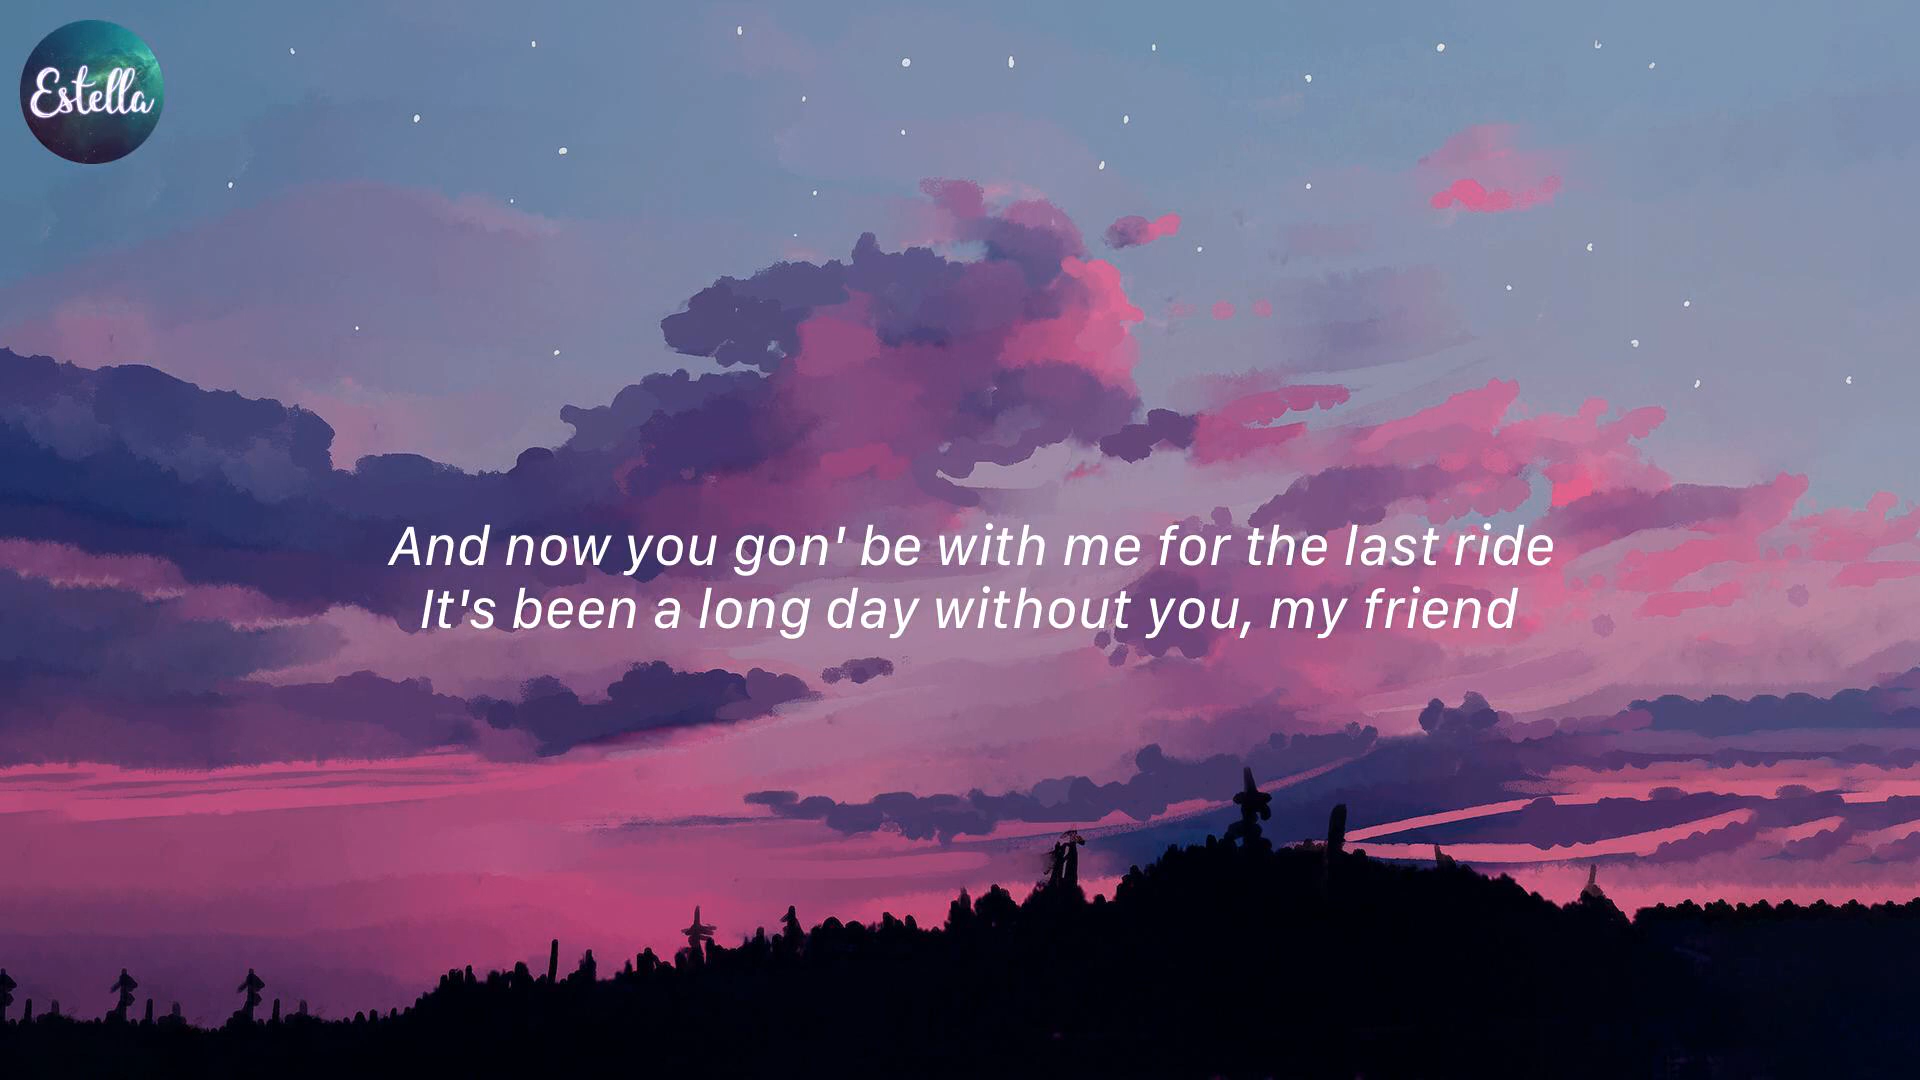 Estella
And now you gon' be with me for the last ride
It's been a long day without you, my friend